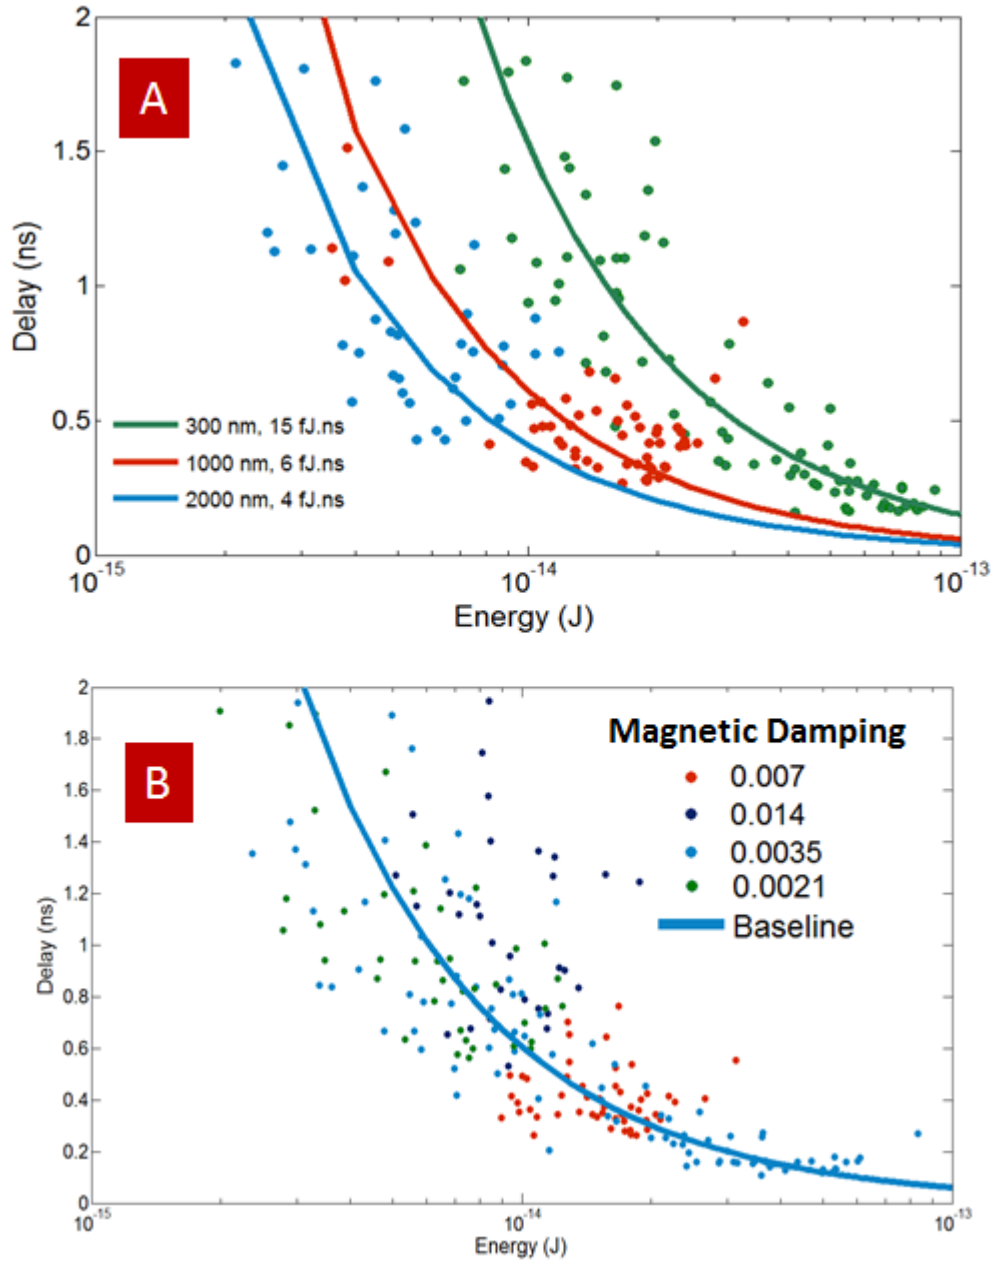 2
A
1.5
Delay (ns)
1
0.5
300 nm, 15 fJ.ns
1000 nm, 6 fJ.ns
2000 nm, 4 fJ.ns
0
10-15
10-14
10-13
Energy (J)
2
1.8
B
Magnetic Damping
0.007
0.014
0.0035
0.0021
Baseline
1.6
1.4
1.2
Delay (ns)
1
0.8
0.6
0.4
0.2
0
10-15
10-14
10-13
Energy (J)